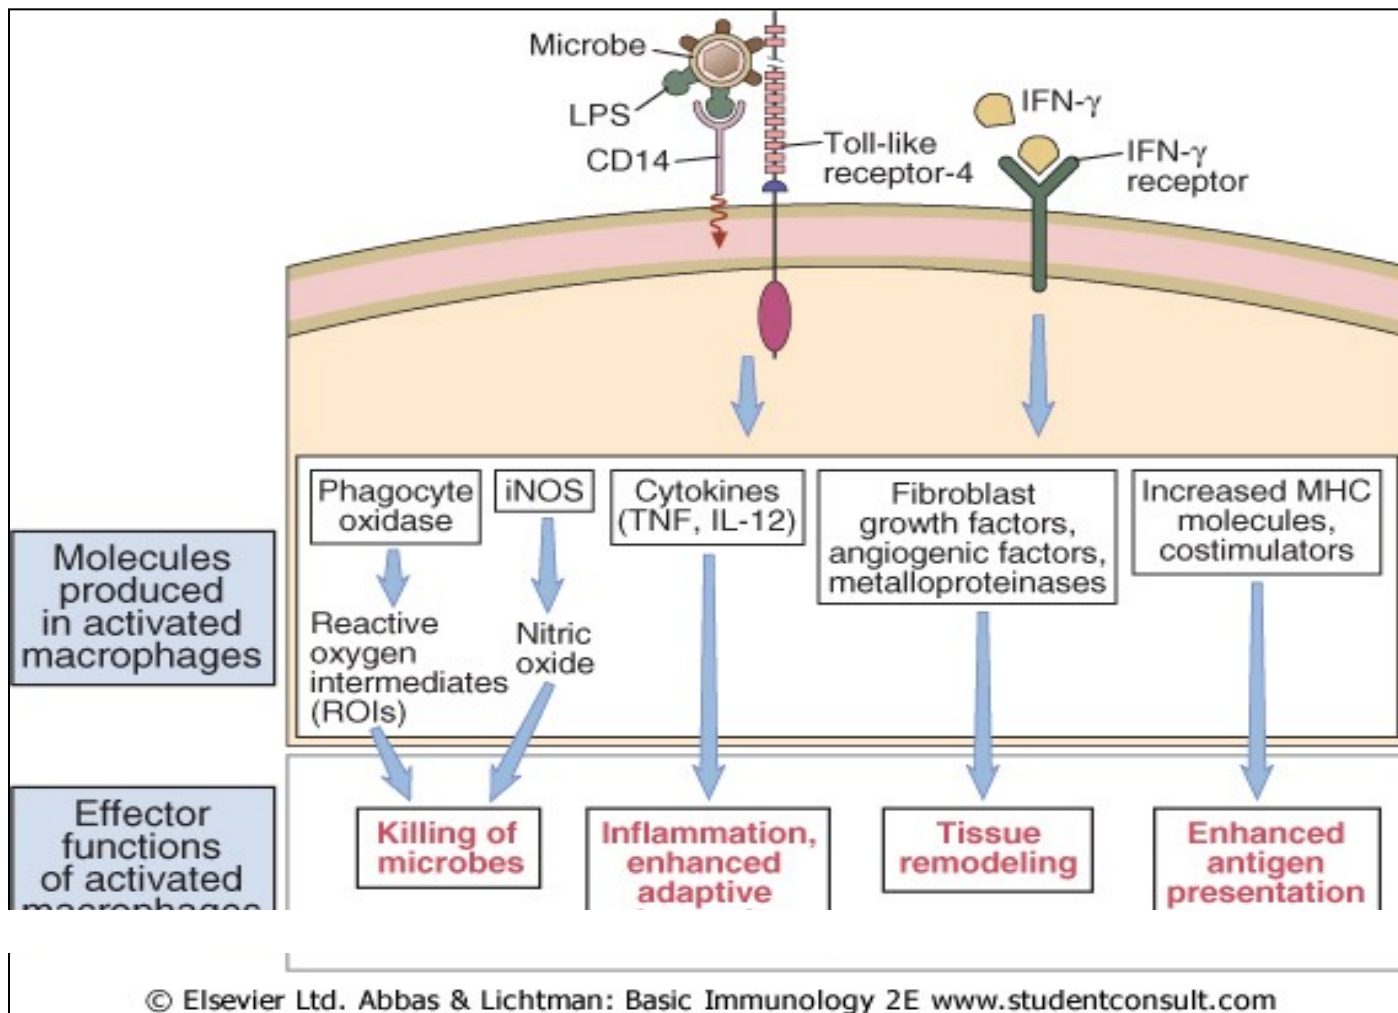 Microbe
LPS
CD14
Toll-like
receptor-4
IFN-γ
IFN-γ
receptor
Phagocyte
oxidase
iNOS
Cytokines
(TNF, IL-12)
Fibroblast
growth factors,
angiogenic factors,
metalloproteinases
Increased MHC
molecules,
costimulators
Molecules
produced
in activated
macrophages
Reactive
oxygen
intermediates
(ROIs)
Nitric
oxide
Effector
functions
of activated
macrophages
Killing of
microbes
Inflammation,
enhanced
adaptive
Tissue
remodeling
Enhanced
antigen
presentation
© Elsevier Ltd. Abbas & Lichtman: Basic Immunology 2E www.studentconsult.com